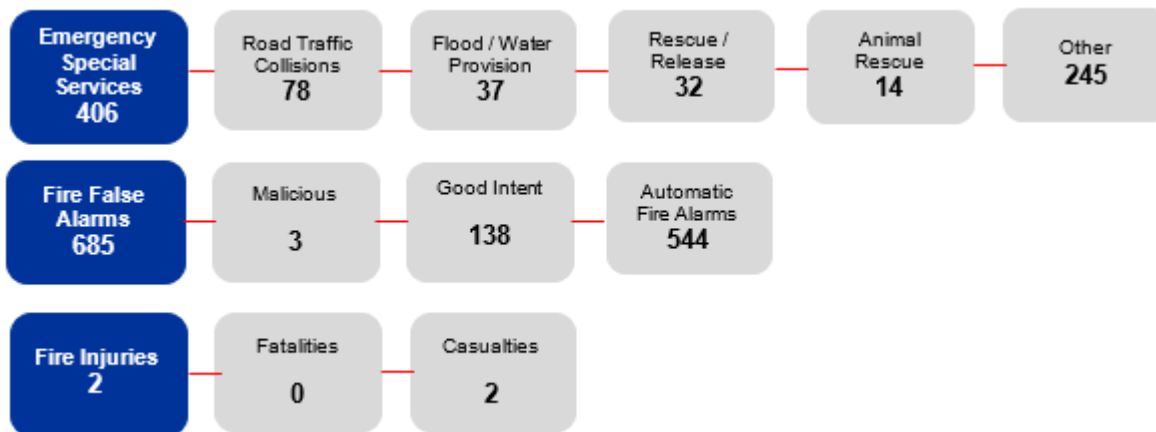 Emergency
Special
Services
406
Road Traffic
Collisions
78
Flood / Water
Provision
37
Rescue /
Release
32
Animal
Rescue
14
Other
245
Fire False
Alarms
685
Malicious
3
Good Intent
138
Automatic
Fire Alarms
544
Fire Injuries
2
Fatalities
0
Casualties
2